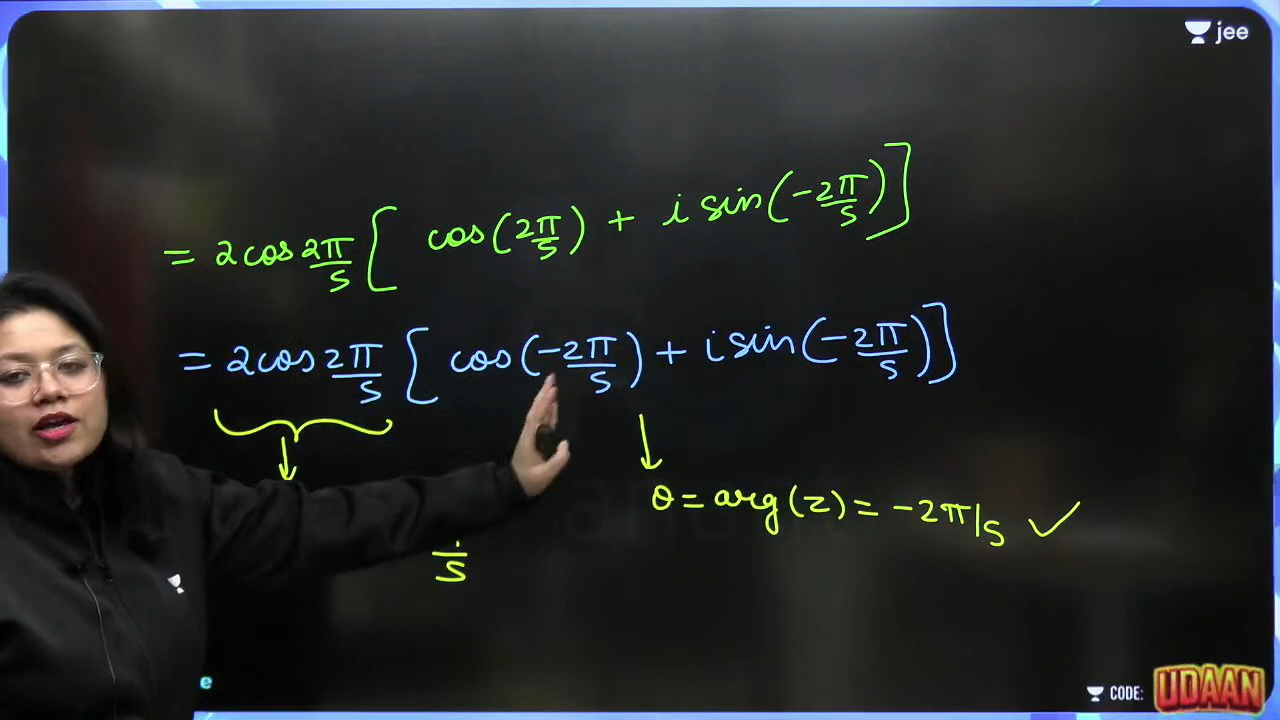 jee
= 2cos 2π/5 [ cos(2π/5) + i sin(-2π/5) ]
= 2cos 2π/5 [ cos(-2π/5) + i sin(-2π/5) ]
θ = arg(z) = -2π/5 ✓
5
e
CODE: UDAAN